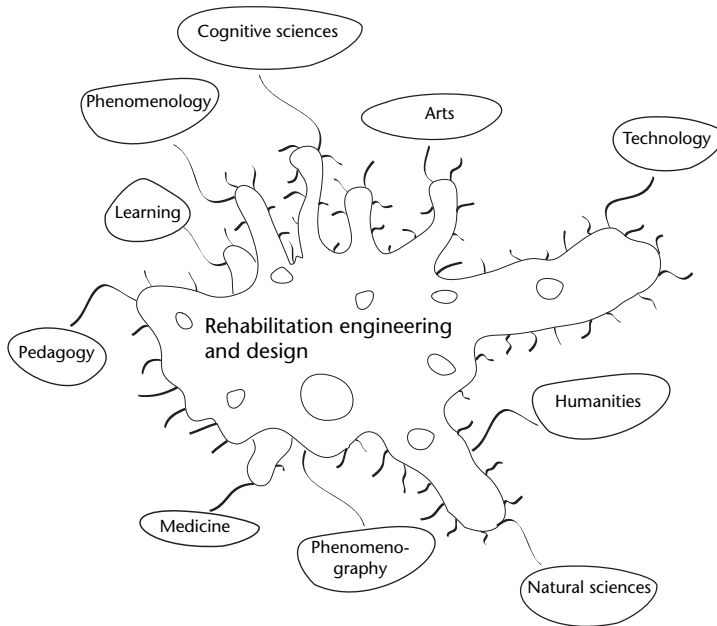 Cognitive sciences
Phenomenology
Arts
Technology
Learning
Rehabilitation engineering
and design
Pedagogy
Humanities
Medicine
Phenomeno-
graphy
Natural sciences